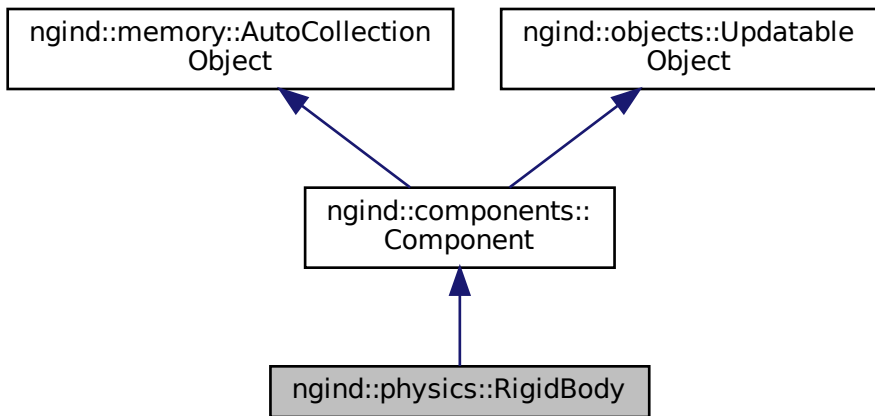 ngind::memory::AutoCollection
Object
ngind::objects::Updatable
Object
ngind::components::
Component
ngind::physics::RigidBody